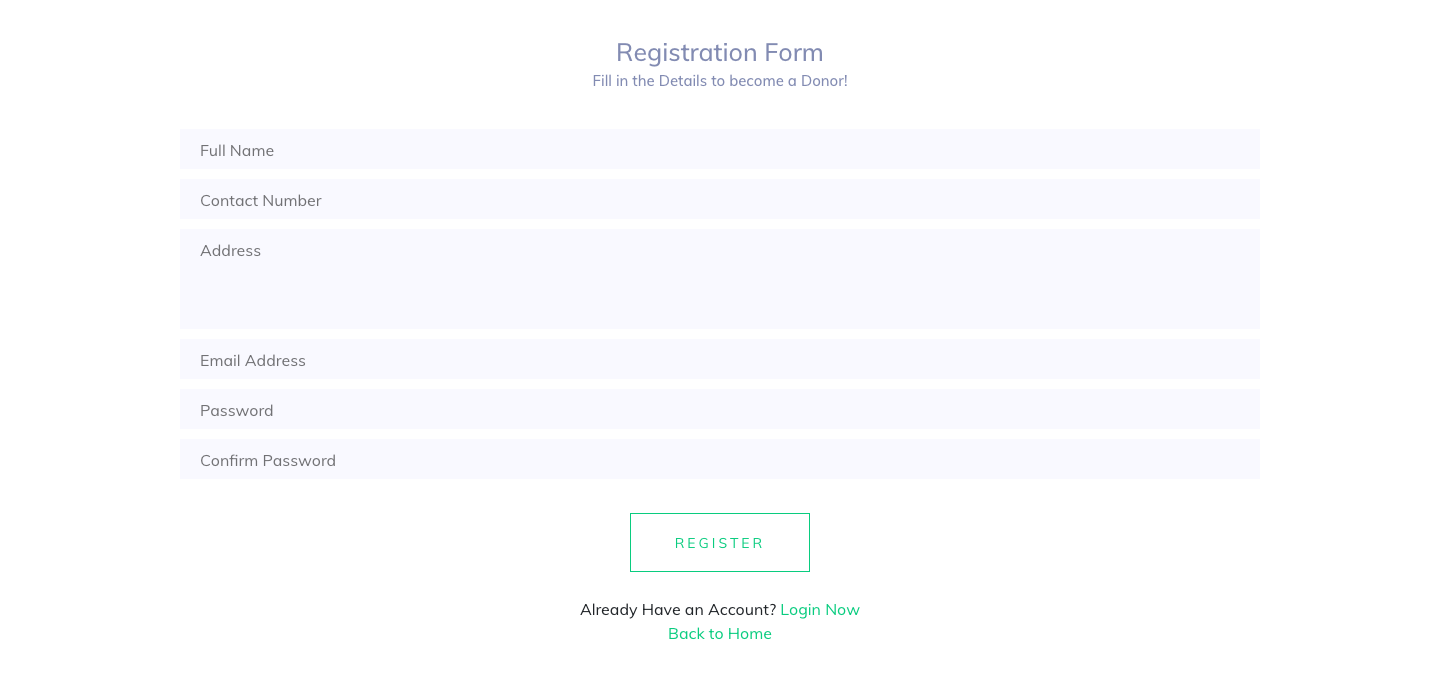 Registration Form
Fill in the Details to become a Donor!
Full Name
Contact Number
Address
Email Address
Password
Confirm Password
REGISTER
Already Have an Account? Login Now
Back to Home